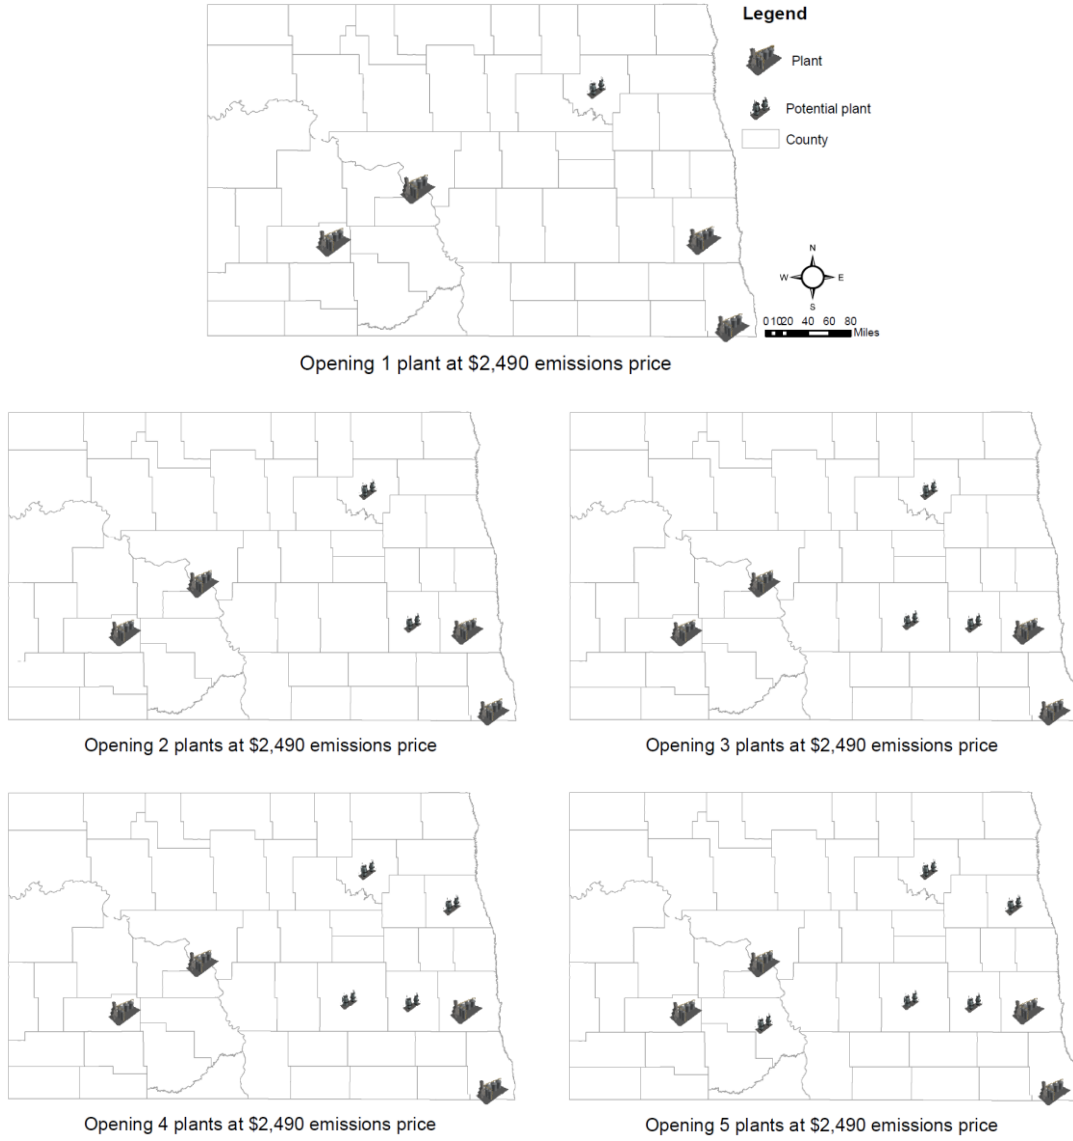 Legend
Plant
Potential plant
County
N
W E
S
0 10 20 40 60 80
Miles
Opening 1 plant at $2,490 emissions price
Opening 2 plants at $2,490 emissions price
Opening 3 plants at $2,490 emissions price
Opening 4 plants at $2,490 emissions price
Opening 5 plants at $2,490 emissions price